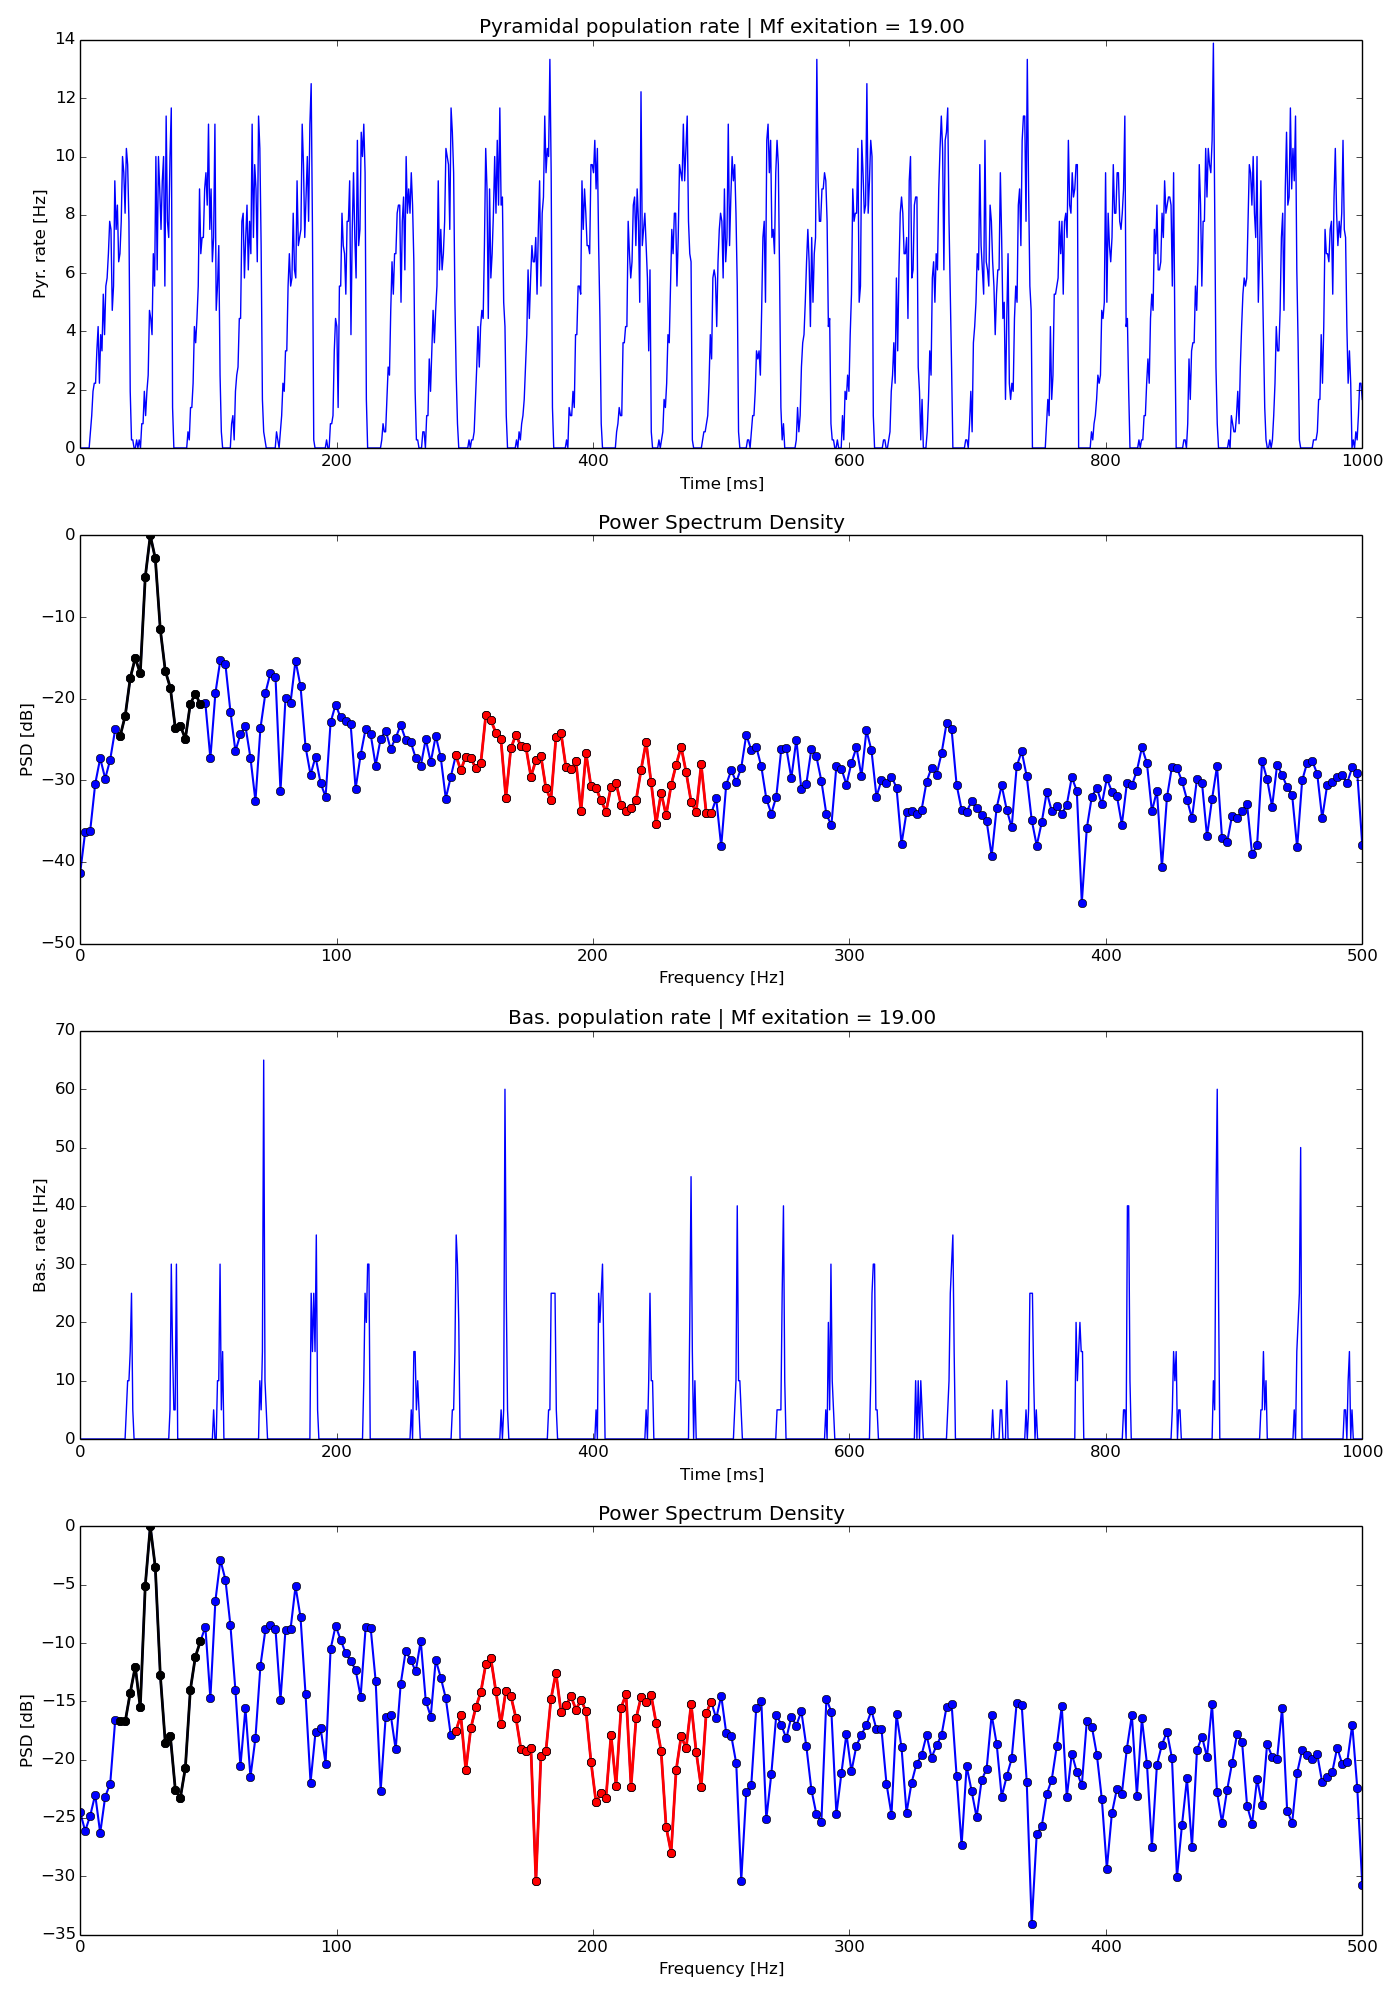 Pyramidal population rate | Mf exitation = 19.00
14
12
10
8
6
4
2
0
Pyr. rate [Hz]
0 200 400 600 800 1000
Time [ms]
Power Spectrum Density
0
−10
−20
−30
−40
−50
PSD [dB]
0 100 200 300 400 500
Frequency [Hz]
Bas. population rate | Mf exitation = 19.00
70
60
50
40
30
20
10
0
Bas. rate [Hz]
0 200 400 600 800 1000
Time [ms]
Power Spectrum Density
0
−5
−10
−15
−20
−25
−30
−35
PSD [dB]
0 100 200 300 400 500
Frequency [Hz]